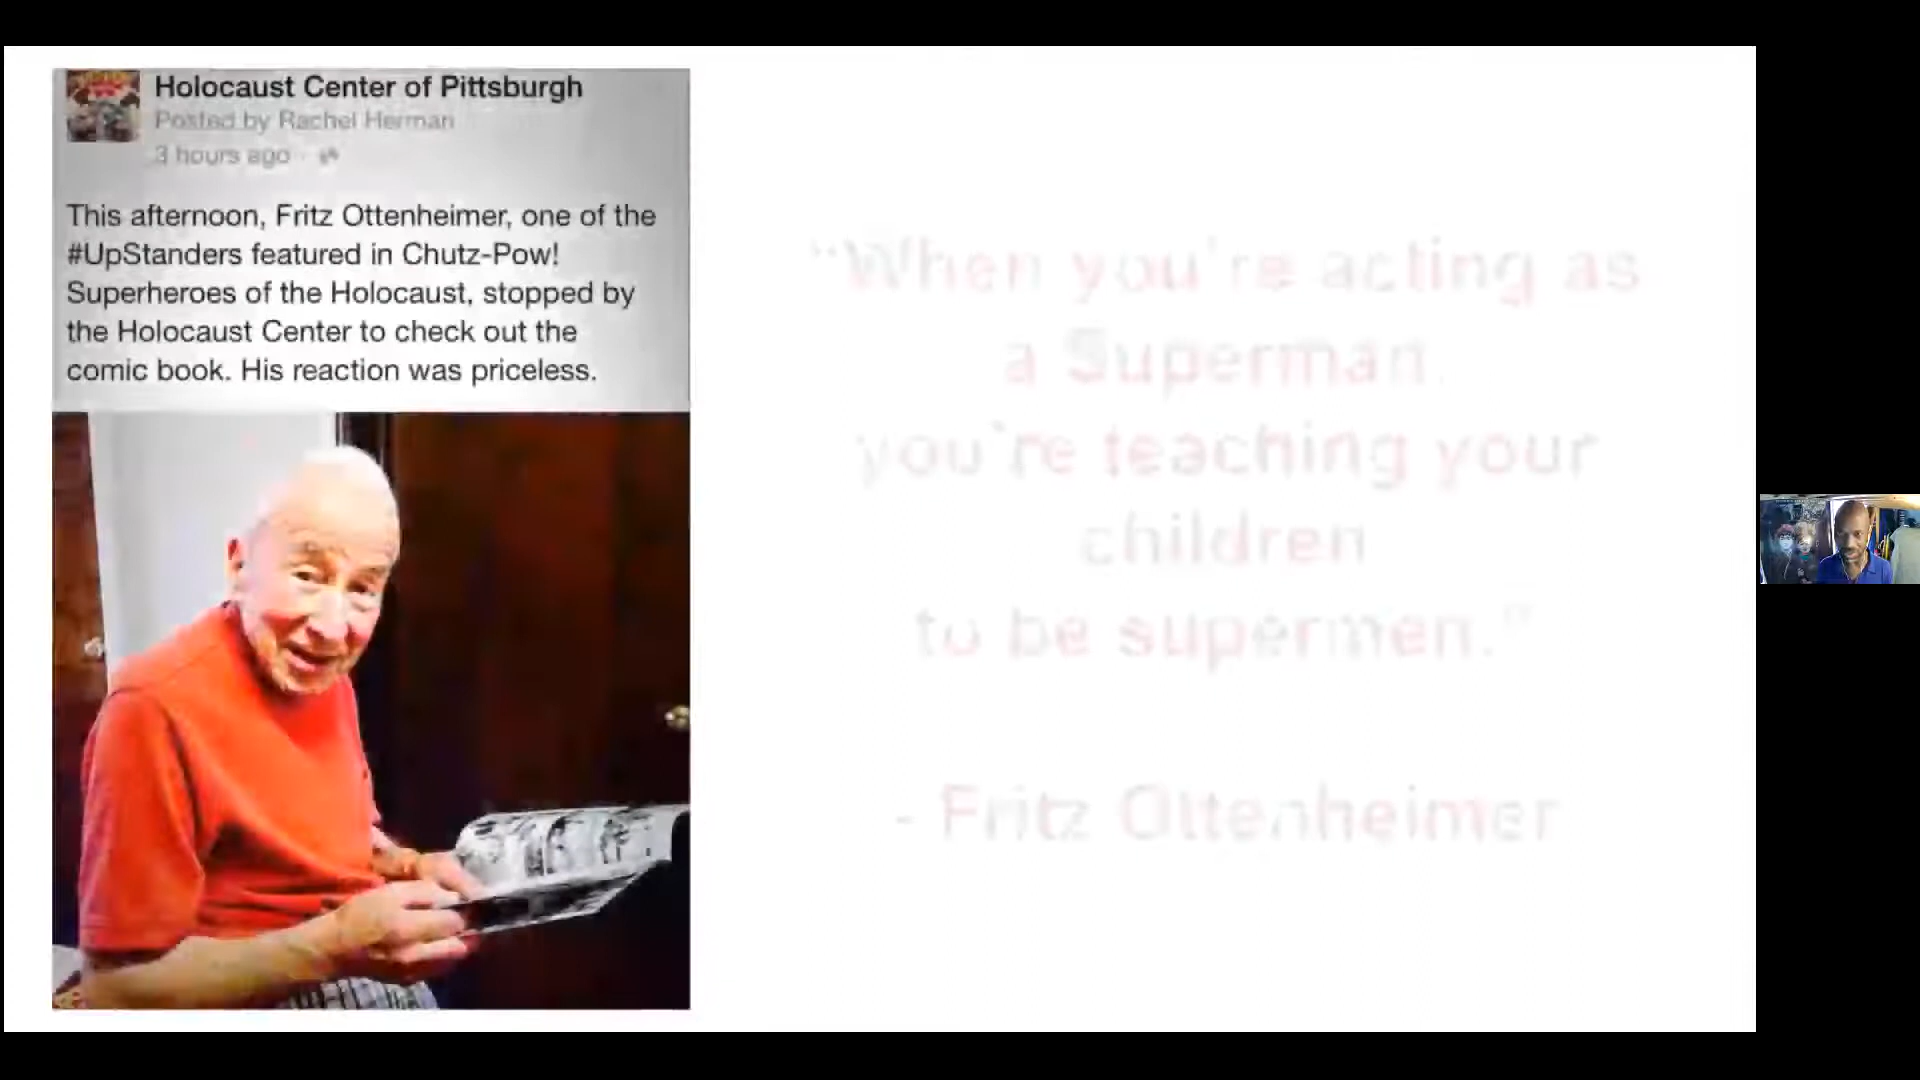 Holocaust Center of Pittsburgh
Posted by Rachel Herman
3 hours ago ·
This afternoon, Fritz Ottenheimer, one of the
#UpStanders featured in Chutz-Pow!
Superheroes of the Holocaust, stopped by
the Holocaust Center to check out the
comic book. His reaction was priceless.
“When you’re acting as
a Superman,
you’re teaching your
children
to be supermen.”
- Fritz Ottenheimer